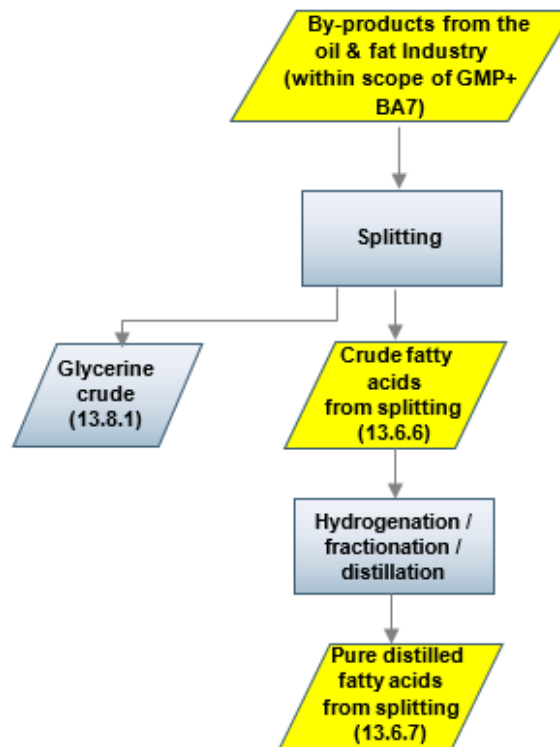 By-products from the
oil & fat Industry
(within scope of GMP+
BA7)
Splitting
Glycerine
crude
(13.8.1)
Crude fatty
acids
from splitting
(13.6.6)
Hydrogenation /
fractionation /
distillation
Pure distilled
fatty acids
from splitting
(13.6.7)